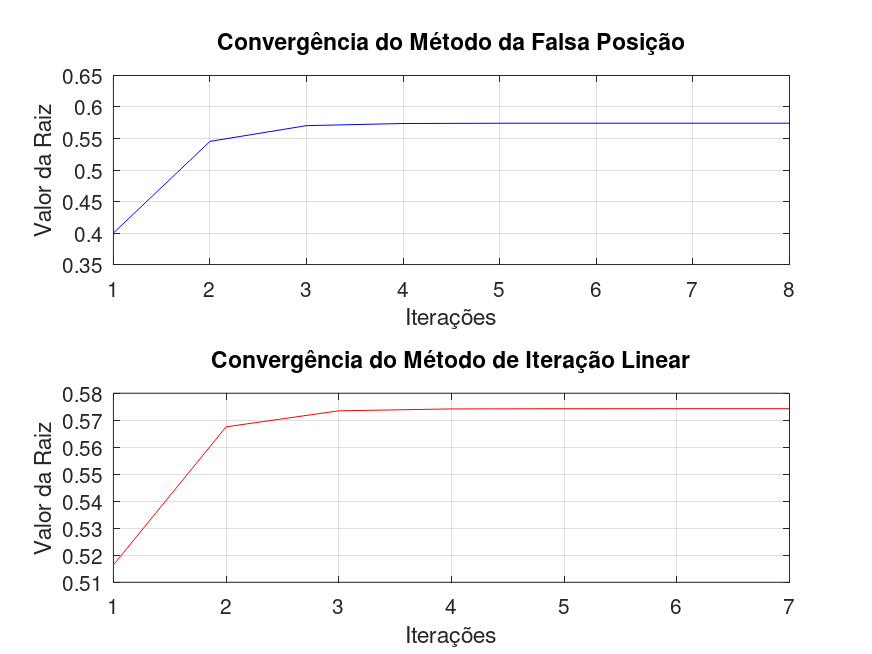 Convergência do Método da Falsa Posição
0.65
0.6
0.55
0.5
0.45
0.4
0.35
Valor da Raiz
1 2 3 4 5 6 7 8
Iterações
Convergência do Método de Iteração Linear
0.58
0.57
0.56
0.55
0.54
0.53
0.52
0.51
Valor da Raiz
1 2 3 4 5 6 7
Iterações